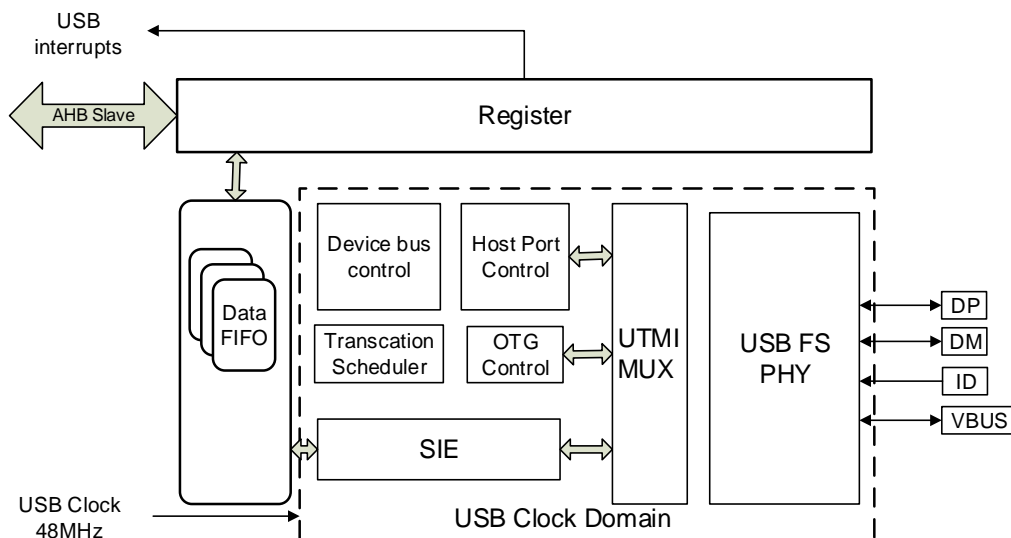 USB
interrupts
AHB Slave
Register
Device bus
control
Host Port
Control
Data
FIFO
Transcation
Scheduler
OTG
Control
UTMI
MUX
USB FS
PHY
DP
DM
ID
VBUS
SIE
USB Clock
48MHz
USB Clock Domain